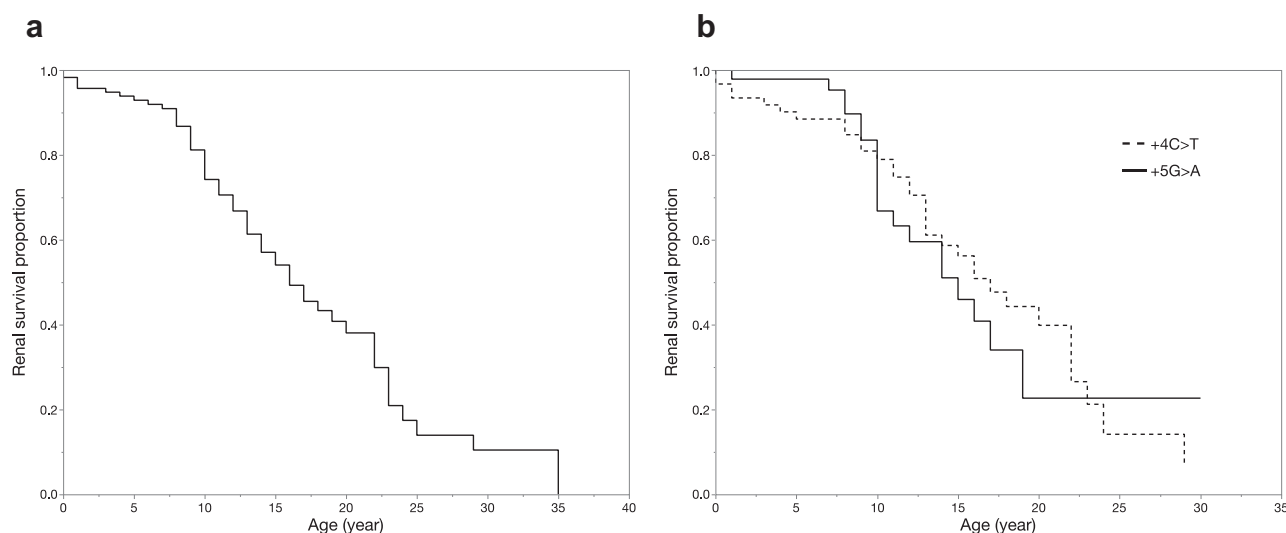 a
1.0
0.8
0.6
0.4
0.2
0.0
Renal survival proportion
0 5 10 15 20 25 30 35 40
Age (year)
b
1.0
0.8
0.6
0.4
0.2
0.0
Renal survival proportion
+4C>T
+5G>A
0 5 10 15 20 25 30 35
Age (year)